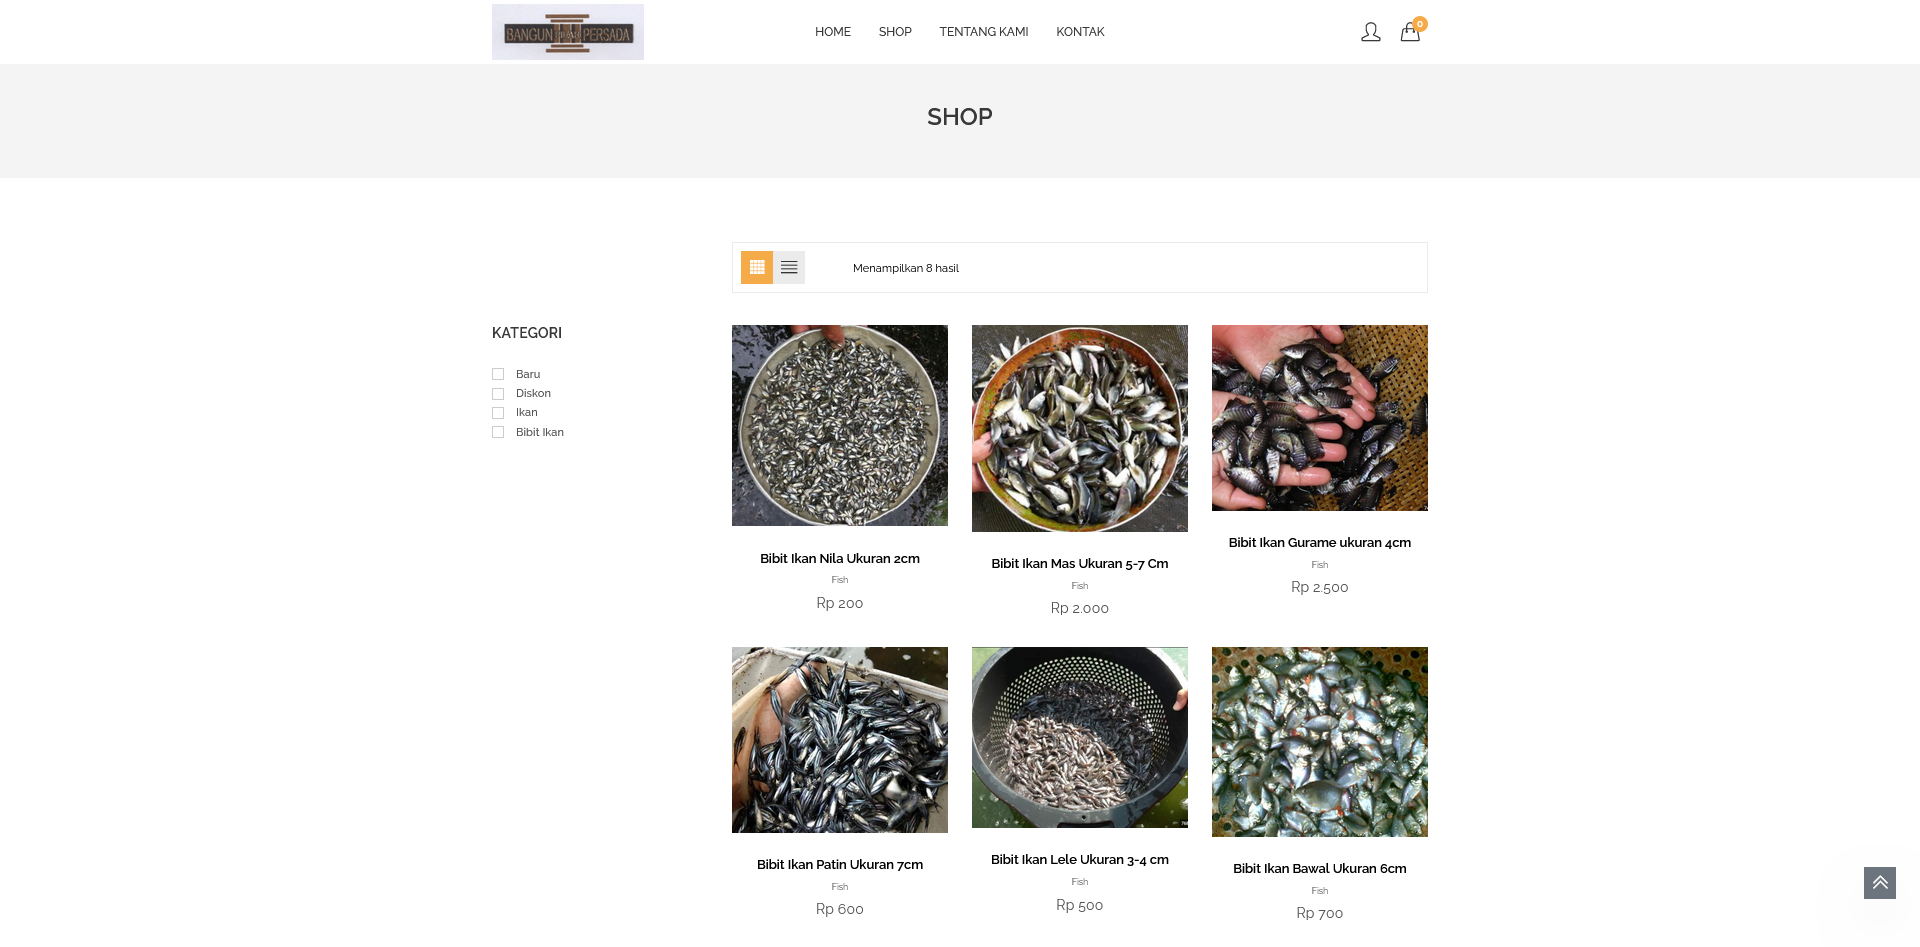 BANGUN PERSADA
HOME
SHOP
TENTANG KAMI
KONTAK
0
SHOP
Menampilkan 8 hasil
KATEGORI
Baru
Diskon
Ikan
Bibit Ikan
Bibit Ikan Nila Ukuran 2cm
Fish
Rp 200
Bibit Ikan Mas Ukuran 5-7 Cm
Fish
Rp 2.000
Bibit Ikan Gurame ukuran 4cm
Fish
Rp 2.500
Bibit Ikan Patin Ukuran 7cm
Fish
Rp 600
Bibit Ikan Lele Ukuran 3-4 cm
Fish
Rp 500
Bibit Ikan Bawal Ukuran 6cm
Fish
Rp 700